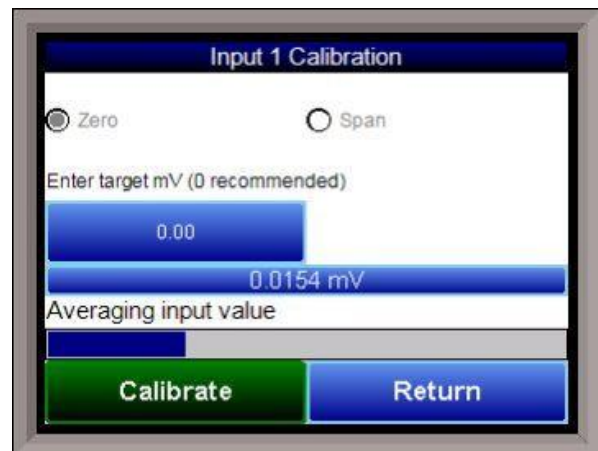 Input 1 Calibration
Zero Span
Enter target mV (0 recommended)
0.00
0.0154 mV
Averaging input value
Calibrate Return